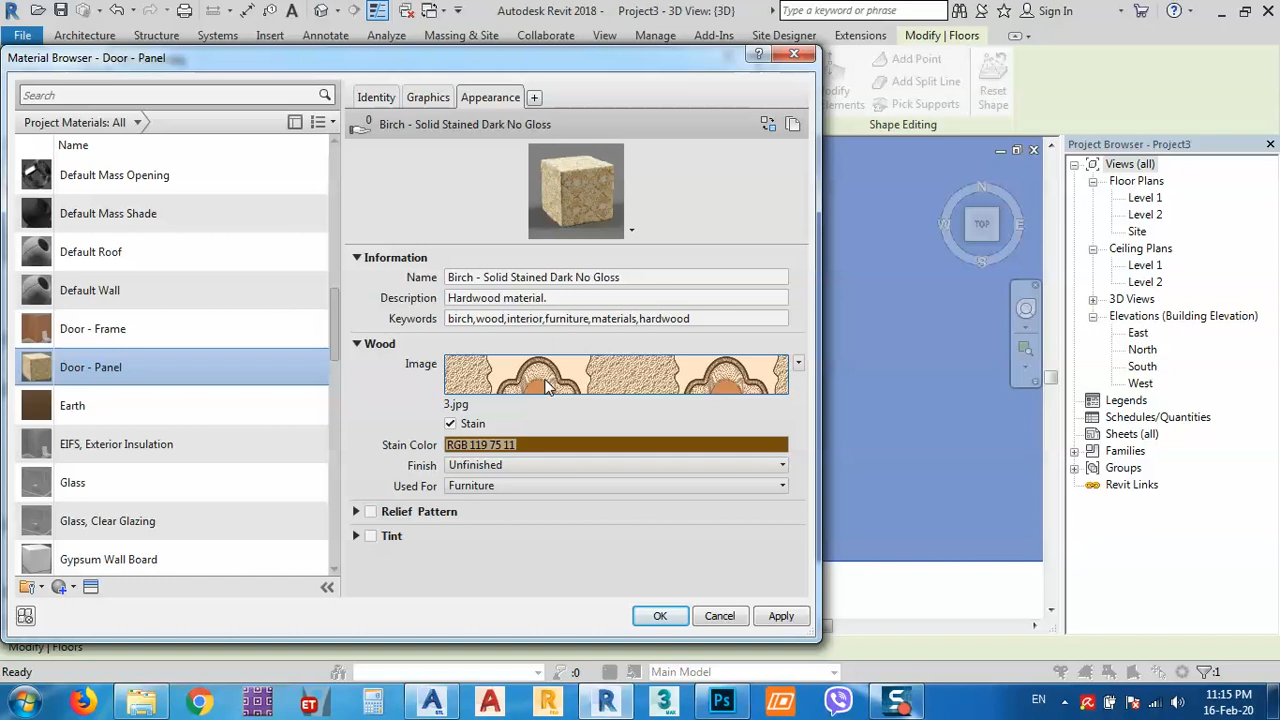 Autodesk Revit 2018 - Project3 - 3D View: {3D}
Type a keyword or phrase
Sign In
File
Architecture
Structure
Systems
Insert
Annotate
Analyze
Massing & Site
Collaborate
View
Manage
Add-Ins
Site Designer
Extensions
Modify | Floors
Material Browser - Door - Panel
Add Point
Add Split Line
Pick Supports
Reset
Shape
Shape Editing
Search
Project Materials: All
Name
Default Mass Opening
Default Mass Shade
Default Roof
Default Wall
Door - Frame
Door - Panel
Earth
EIFS, Exterior Insulation
Glass
Glass, Clear Glazing
Gypsum Wall Board
Identity
Graphics
Appearance
0
Birch - Solid Stained Dark No Gloss
Information
Name
Birch - Solid Stained Dark No Gloss
Description
Hardwood material.
Keywords
birch,wood,interior,furniture,materials,hardwood
Wood
Image
3.jpg
Stain
Stain Color
RGB 119 75 11
Finish
Unfinished
Used For
Furniture
Relief Pattern
Tint
OK
Cancel
Apply
N
W
TOP
E
S
Project Browser - Project3
Views (all)
Floor Plans
Level 1
Level 2
Site
Ceiling Plans
Level 1
Level 2
3D Views
Elevations (Building Elevation)
East
North
South
West
Legends
Schedules/Quantities
Sheets (all)
Families
Groups
Revit Links
Modify | Floors
Ready
:0
Main Model
:1
EN
11:15 PM
16-Feb-20